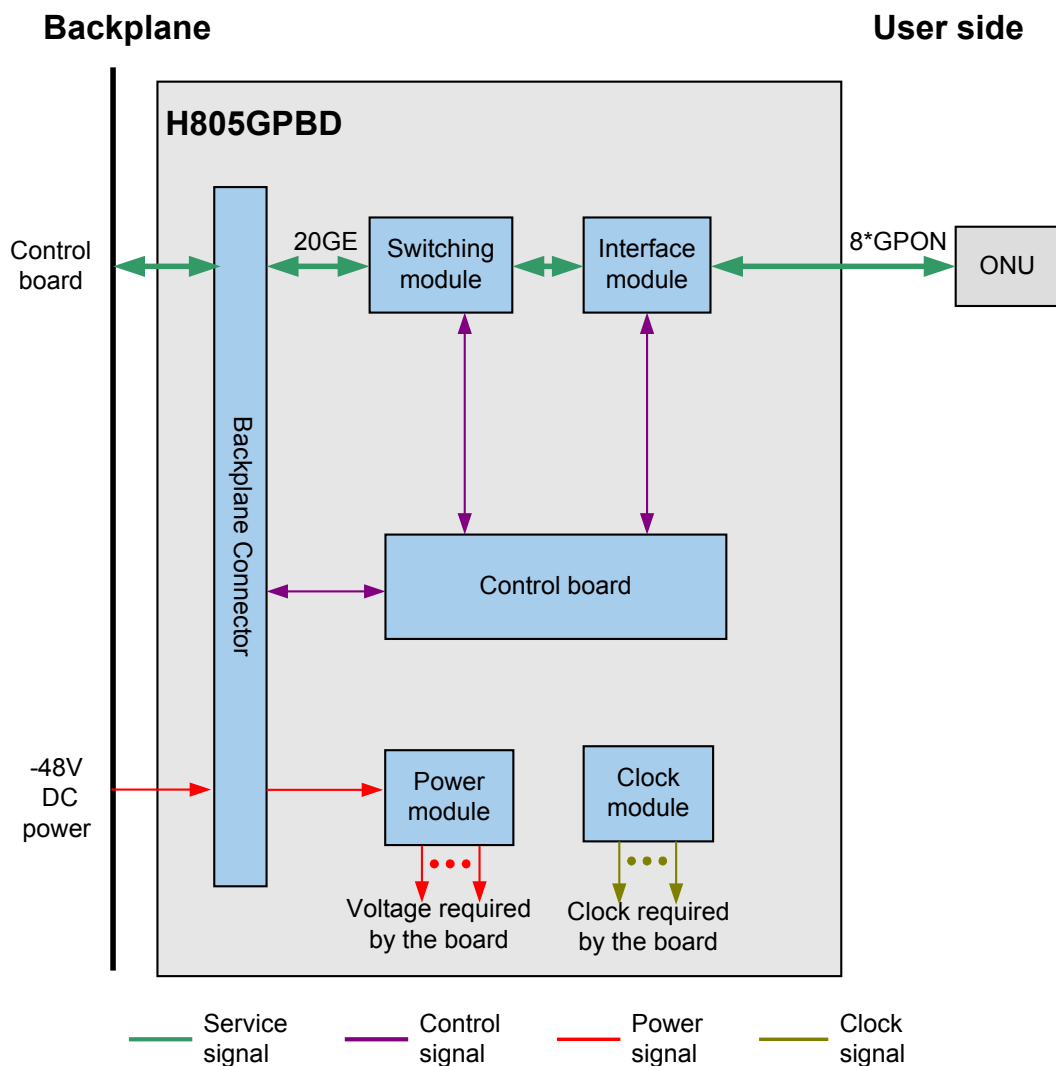 Backplane
User side
H805GPBD
Control
board
20GE
Switching
module
Interface
module
8*GPON
ONU
Backplane Connector
Control board
-48V
DC
power
Power
module
Clock
module
Voltage required
by the board
Clock required
by the board
Service
signal
Control
signal
Power
signal
Clock
signal